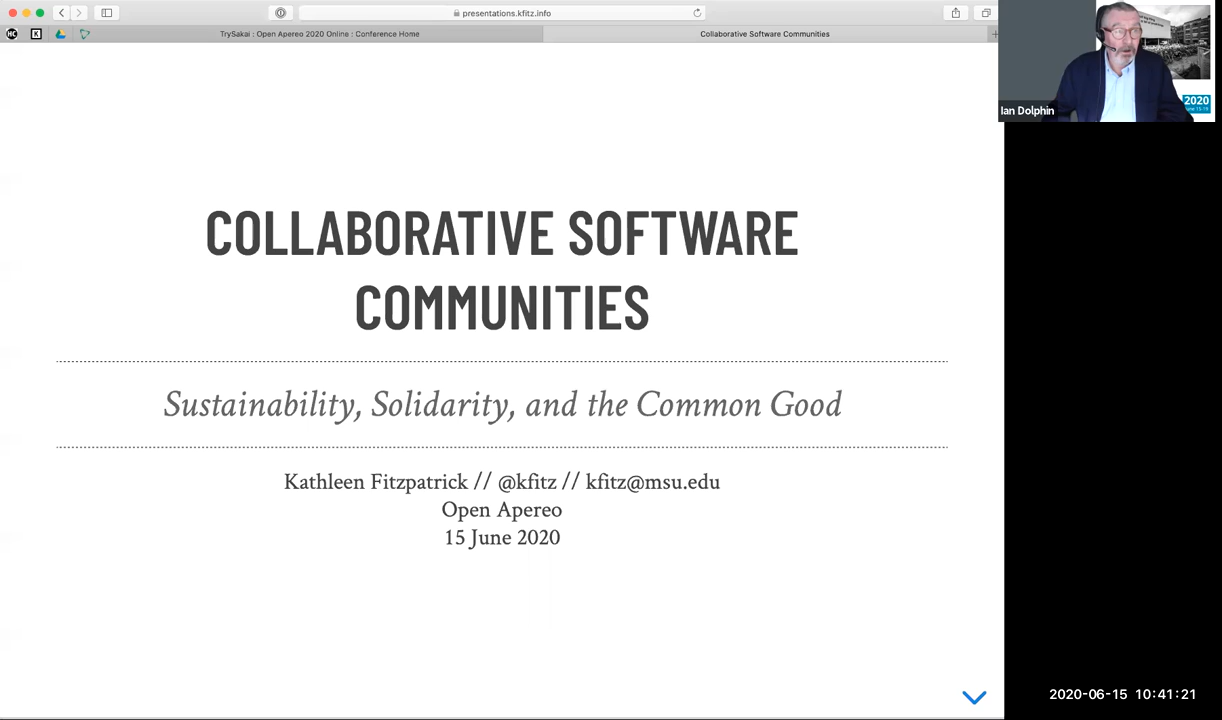 presentations.kfitz.info
HC
K
TrySakai : Open Apereo 2020 Online : Conference Home
Collaborative Software Communities
Ian Dolphin
2020
COLLABORATIVE SOFTWARE
COMMUNITIES
Sustainability, Solidarity, and the Common Good
Kathleen Fitzpatrick // @kfitz // kfitz@msu.edu
Open Apereo
15 June 2020
2020-06-15 10:41:21